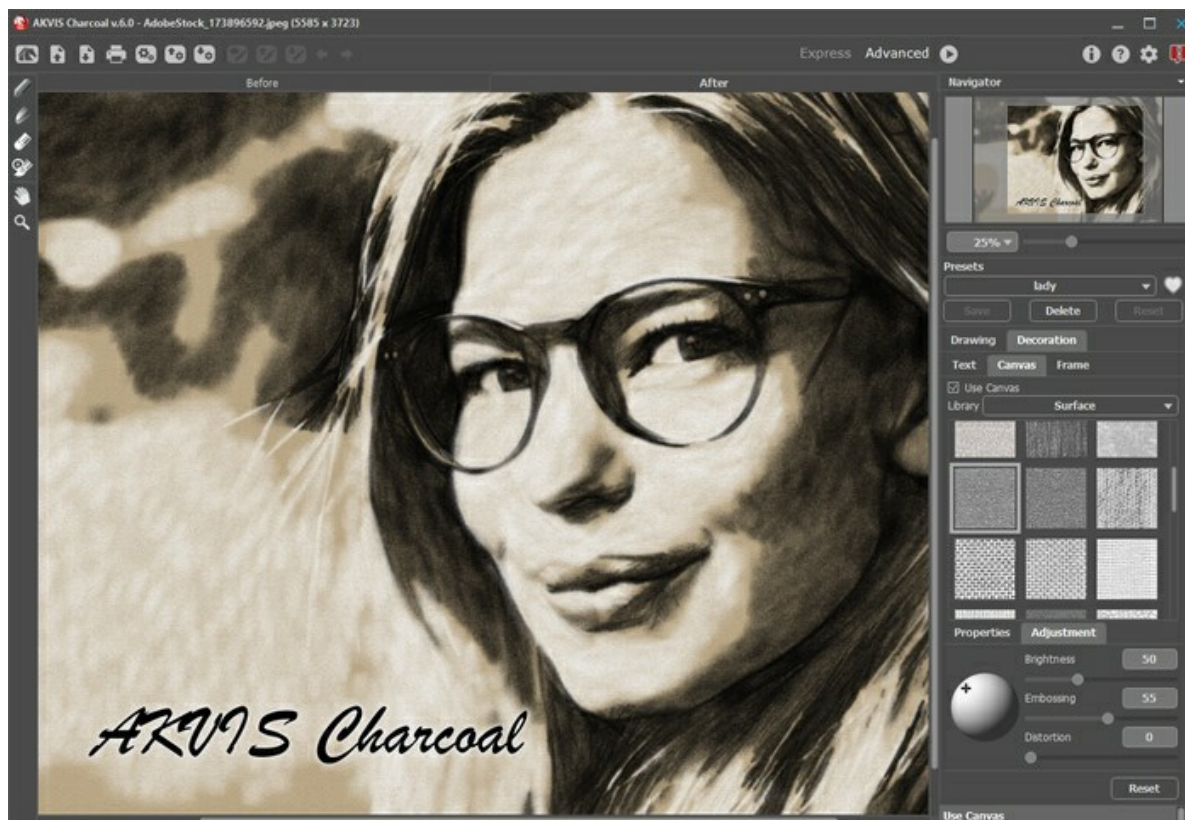 AKVIS Charcoal v.6.0 - AdobeStock_173896592.jpeg (5585 x 3723)
Express Advanced
Before After
Navigator
AKVIS Charcoal
25%
Presets
lady
Save Delete Reset
Drawing Decoration
Text Canvas Frame
Use Canvas
Library Surface
Properties Adjustment
Brightness 50
Embossing 55
Distortion 0
Reset
Use Canvas
AKVIS Charcoal